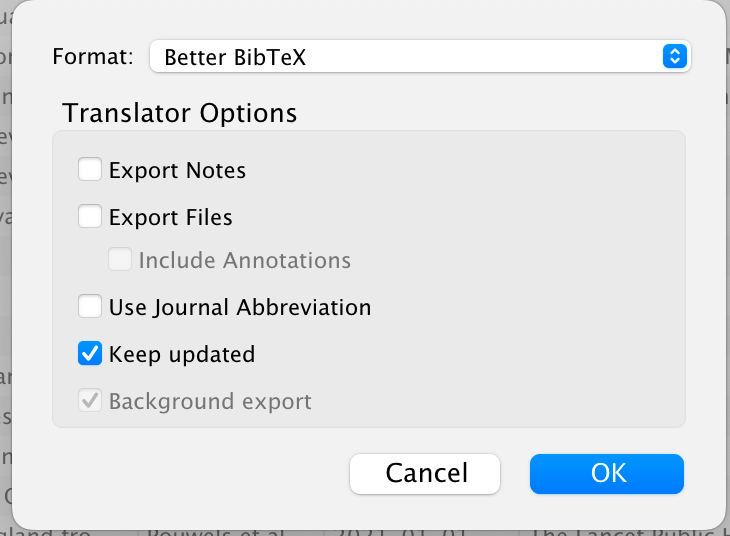 Format: Better BibTeX
Translator Options
Export Notes
Export Files
Include Annotations
Use Journal Abbreviation
Keep updated
Background export
Cancel OK